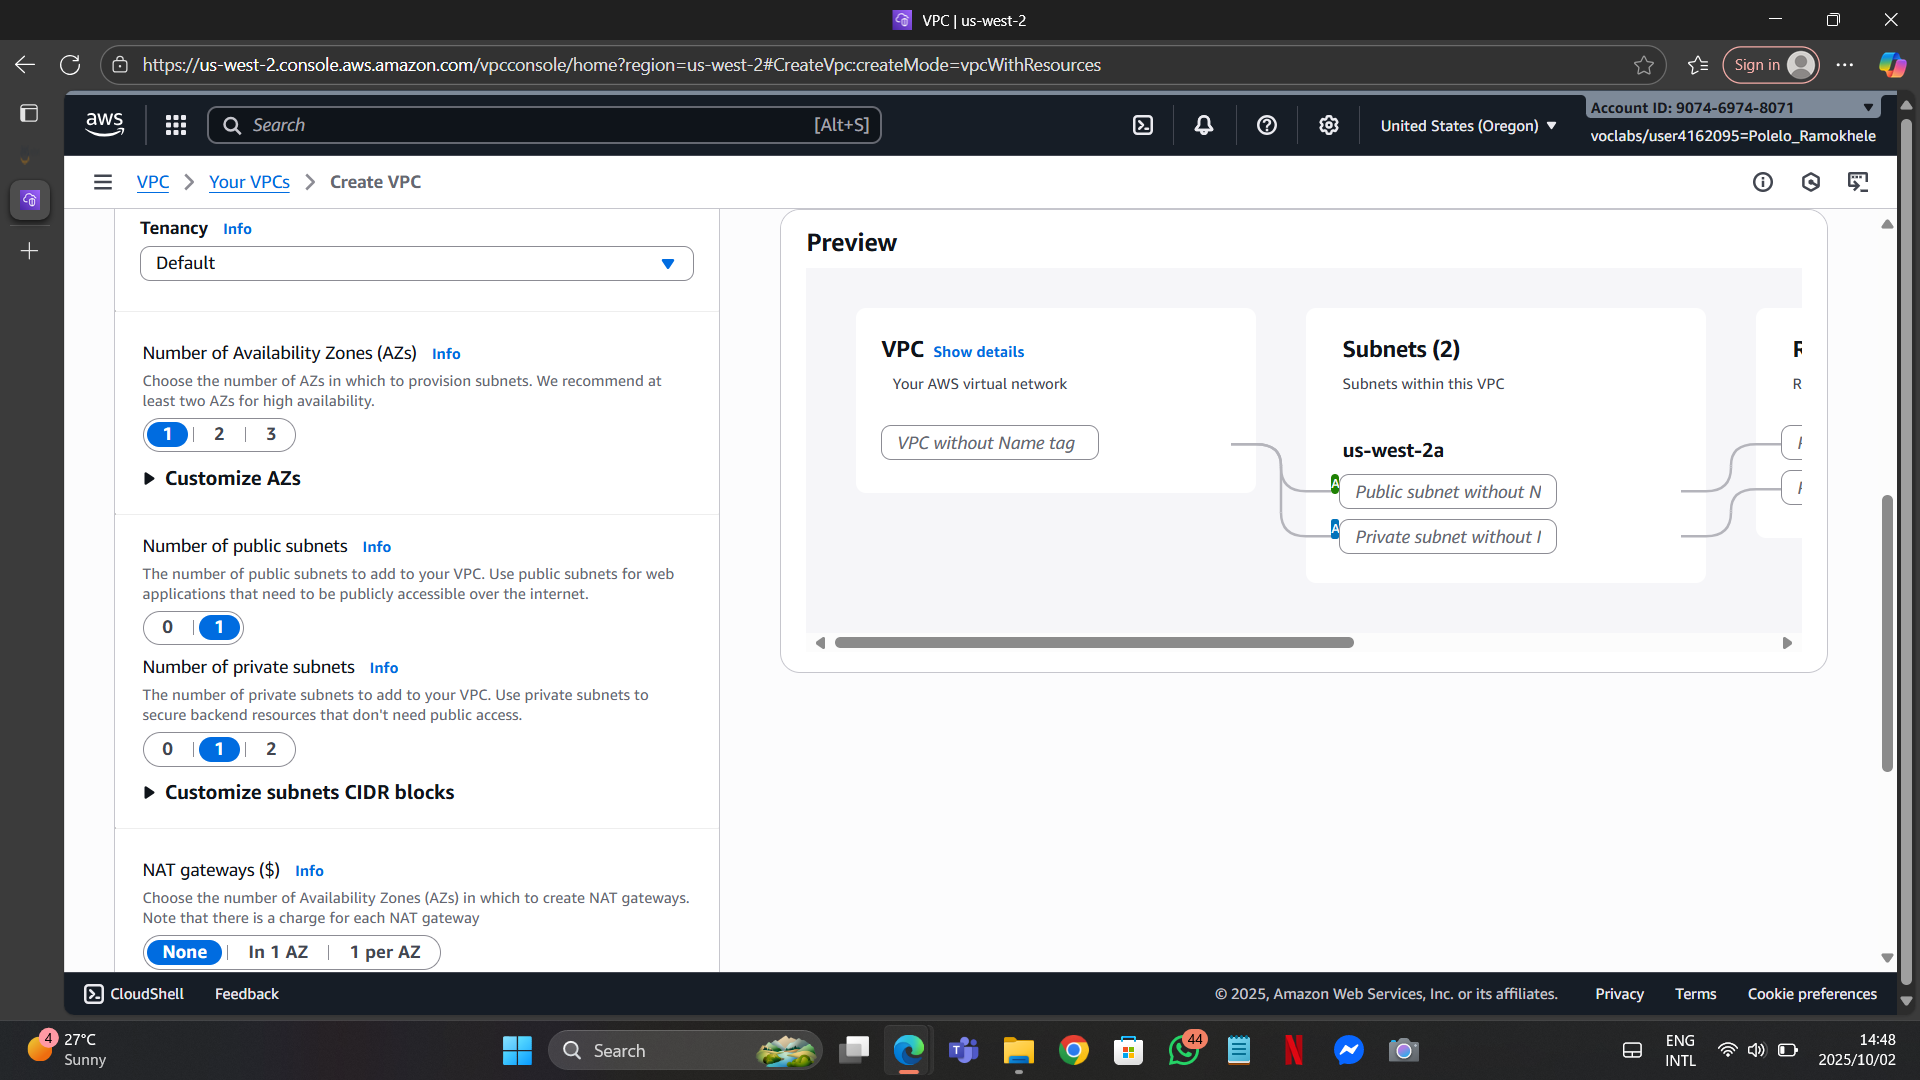 VPC | us-west-2
https://us-west-2.console.aws.amazon.com/vpcconsole/home?region=us-west-2#CreateVpc:createMode=vpcWithResources
Sign in
aws
Search
[Alt+S]
United States (Oregon)
Account ID: 9074-6974-8071
voclabs/user4162095=Polelo_Ramokhele
VPC
Your VPCs
Create VPC
Tenancy Info
Default
Number of Availability Zones (AZs) Info
Choose the number of AZs in which to provision subnets. We recommend at
least two AZs for high availability.
1 2 3
Customize AZs
Number of public subnets Info
The number of public subnets to add to your VPC. Use public subnets for web
applications that need to be publicly accessible over the internet.
0 1
Number of private subnets Info
The number of private subnets to add to your VPC. Use private subnets to
secure backend resources that don't need public access.
0 1 2
Customize subnets CIDR blocks
NAT gateways ($) Info
Choose the number of Availability Zones (AZs) in which to create NAT gateways.
Note that there is a charge for each NAT gateway
None In 1 AZ 1 per AZ
Preview
VPC Show details
Your AWS virtual network
VPC without Name tag
Subnets (2)
Subnets within this VPC
us-west-2a
A
Public subnet without N
A
Private subnet without
R
R
CloudShell
Feedback
© 2025, Amazon Web Services, Inc. or its affiliates.
Privacy
Terms
Cookie preferences
4
27°C
Sunny
Search
44
ENG
INTL
14:48
2025/10/02